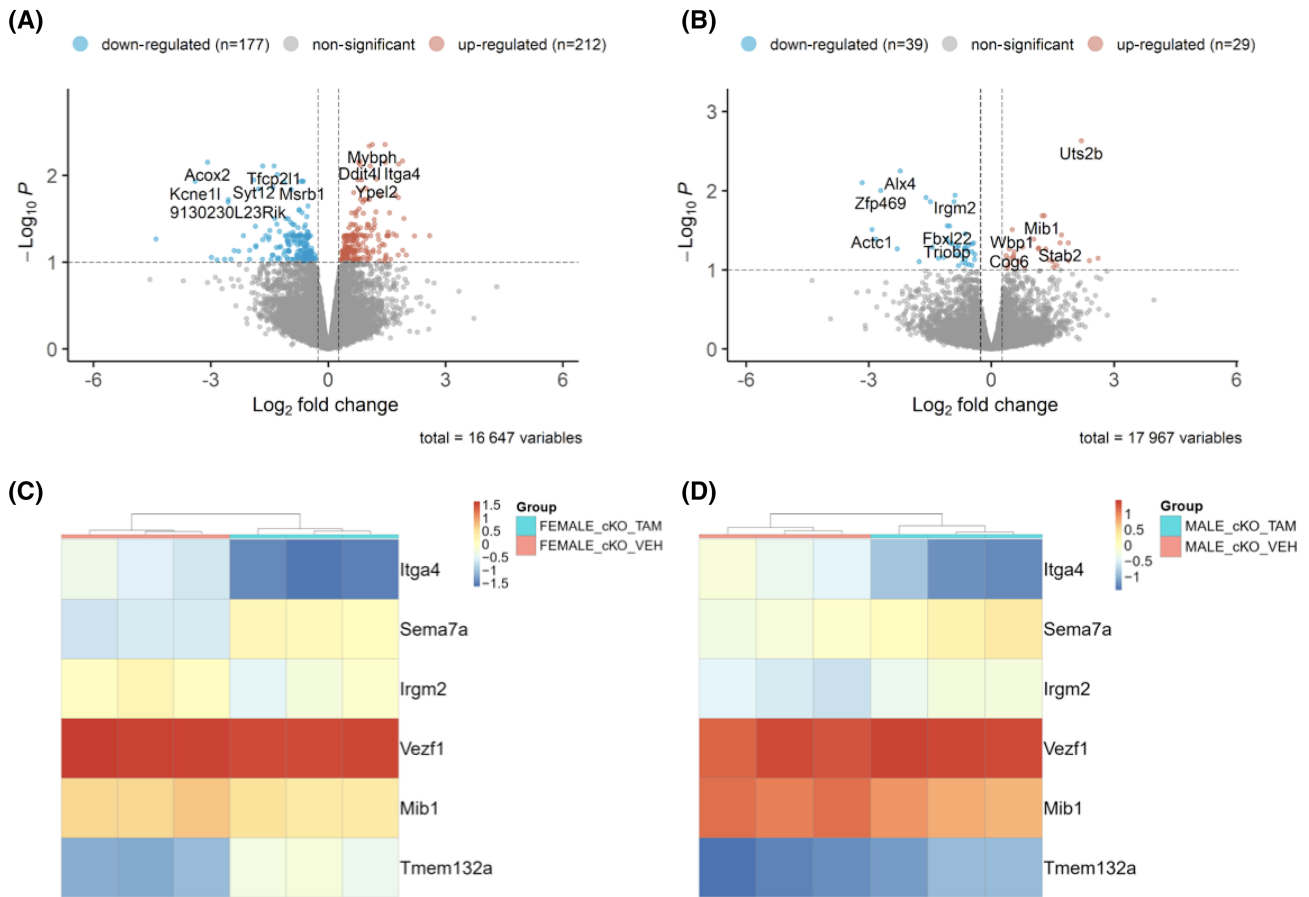 (A)
down-regulated (n=177) non-significant up-regulated (n=212)
Mybph
Acox2 Tfcp2l1 Ddit4l Itga4
Kcne1l Syt12 Msrb1 Ypel2
9130230L23Rik
2
1
0
−Log10 P
-6 -3 0 3 6
Log2 fold change
total = 16 647 variables
(B)
down-regulated (n=39) non-significant up-regulated (n=29)
Uts2b
Alx4
Zfp469 Irgm2
Mib1
Actc1 Fbxl22 Wbp1
Triobp Cog6 Stab2
3
2
1
0
−Log10 P
-6 -3 0 3 6
Log2 fold change
total = 17 967 variables
(C)
1.5
1
0.5
0
−0.5
−1
−1.5
Group
FEMALE_cKO_TAM
FEMALE_cKO_VEH
Itga4
Sema7a
Irgm2
Vezf1
Mib1
Tmem132a
(D)
1
0.5
0
−0.5
−1
Group
MALE_cKO_TAM
MALE_cKO_VEH
Itga4
Sema7a
Irgm2
Vezf1
Mib1
Tmem132a